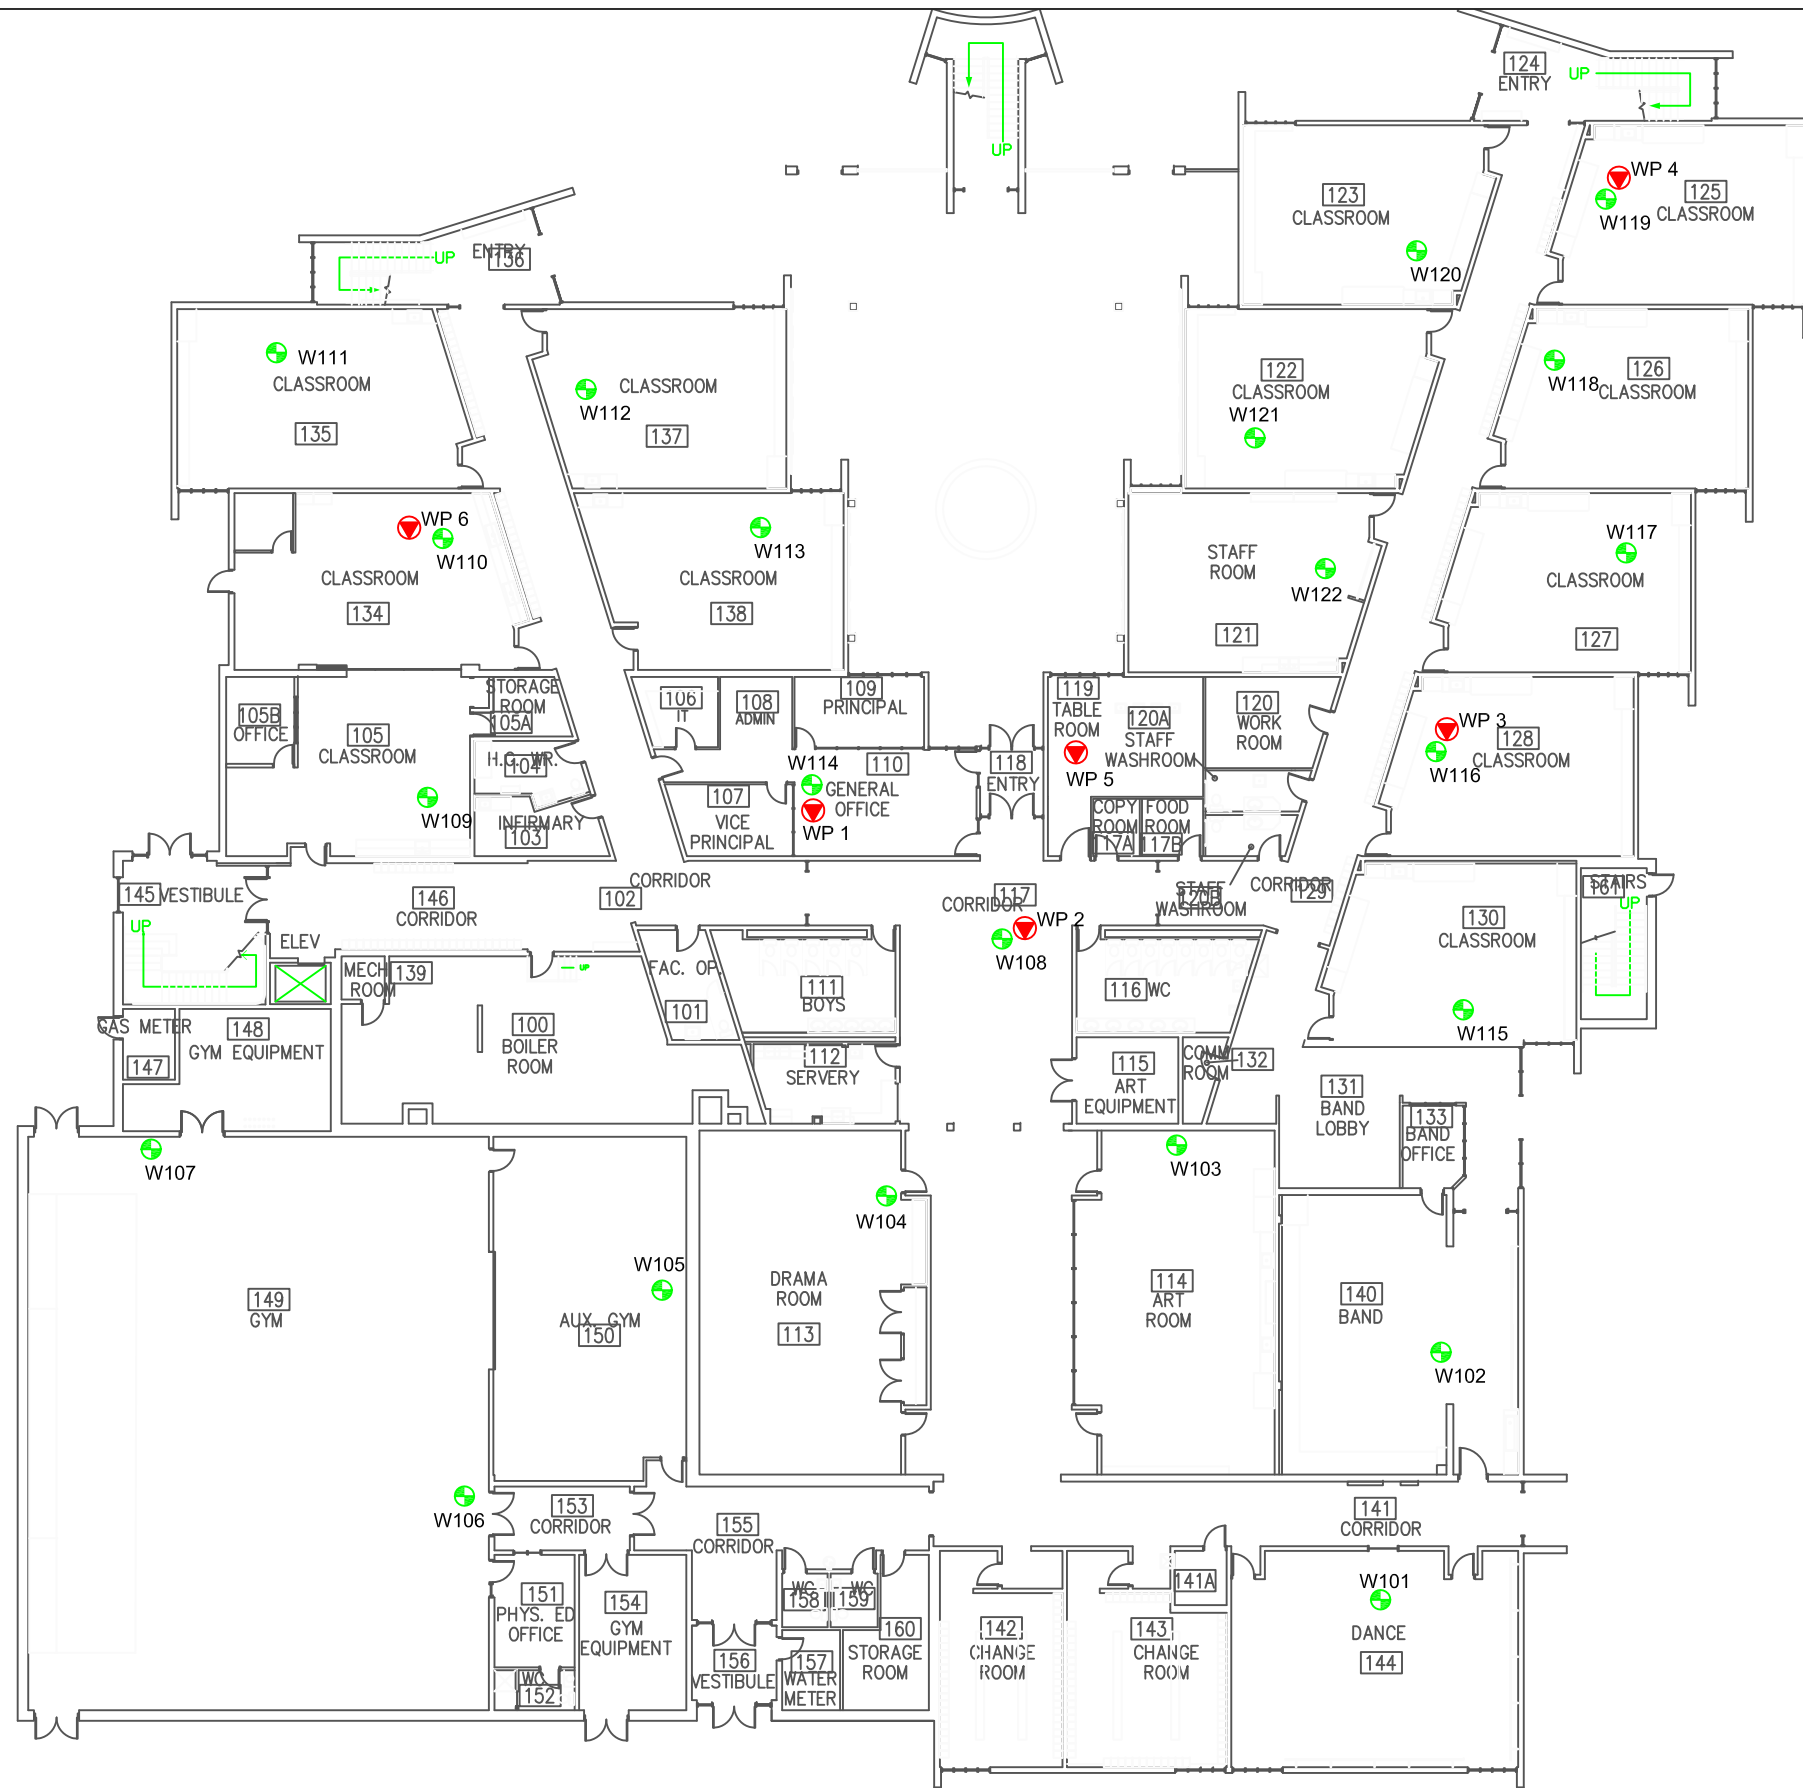 124
ENTRY
UP
UP
WP 4
125
CLASSROOM
W119
123
CLASSROOM
W120
ENTRY
136
UP
W111
CLASSROOM
135
CLASSROOM
W112
137
122
CLASSROOM
W121
126
CLASSROOM
W118
WP 6
W110
CLASSROOM
134
W113
CLASSROOM
138
STAFF
ROOM
W122
121
W117
CLASSROOM
127
105B
OFFICE
105
CLASSROOM
W109
STORAGE
ROOM
105A
H.G. WR.
104
INFIRMARY
103
106
IT
108
ADMIN
109
PRINCIPAL
W114
110
GENERAL
OFFICE
WP 1
107
VICE
PRINCIPAL
118
ENTRY
119
TABLE
ROOM
WP 5
120A
STAFF
WASHROOM
120
WORK
ROOM
COPY
ROOM
117A
FOOD
ROOM
117B
WP 3
128
CLASSROOM
W116
145
VESTIBULE
UP
146
CORRIDOR
CORRIDOR
102
ELEV
117
CORRIDOR
WP 2
W108
STAFF
120B
WASHROOM
CORRIDOR
129
130
CLASSROOM
W115
STAIRS
161
UP
MECH
ROOM
139
UP
FAC. OP.
101
111
BOYS
116 WC
GAS METER
147
148
GYM EQUIPMENT
100
BOILER
ROOM
112
SERVERY
115
ART
EQUIPMENT
COMM
ROOM
132
131
BAND
LOBBY
133
BAND
OFFICE
W107
W103
W104
W105
149
GYM
AUX. GYM
150
DRAMA
ROOM
113
114
ART
ROOM
140
BAND
W102
W106
153
CORRIDOR
155
CORRIDOR
141
CORRIDOR
151
PHYS. ED
OFFICE
WC
152
154
GYM
EQUIPMENT
156
VESTIBULE
WC
158
WC
159
157
WATER
METER
160
STORAGE
ROOM
142
CHANGE
ROOM
143
CHANGE
ROOM
141A
W101
DANCE
144